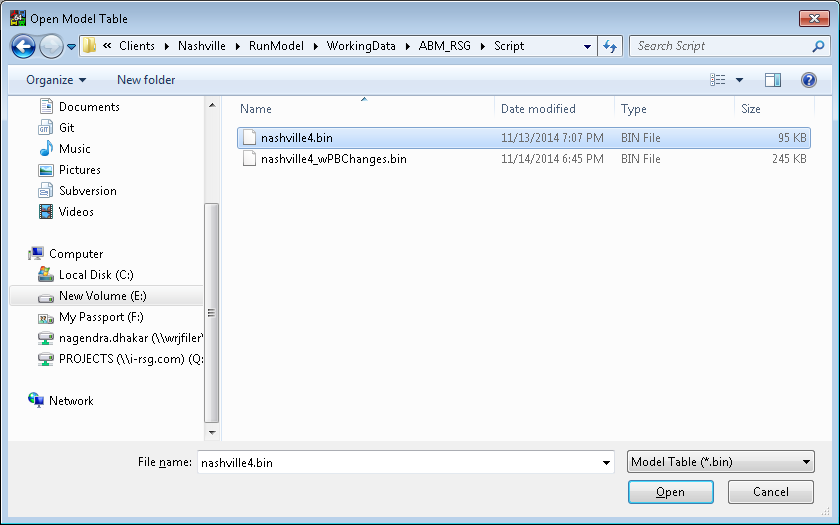 Open Model Table
« Clients Nashville RunModel WorkingData ABM_RSG Script Search Script
Organize New folder
Name Date modified Type Size
Documents
nashville4.bin 11/13/2014 7:07 PM BIN File 95 KB
Git
nashville4_wPBChanges.bin 11/14/2014 6:45 PM BIN File 245 KB
Music
Pictures
Subversion
Videos
Computer
Local Disk (C:)
New Volume (E:)
My Passport (F:)
nagendra.dhakar (\\wrjfiler\
PROJECTS (\\i-rsg.com) (Q:
Network
File name: nashville4.bin Model Table (*.bin)
Open Cancel